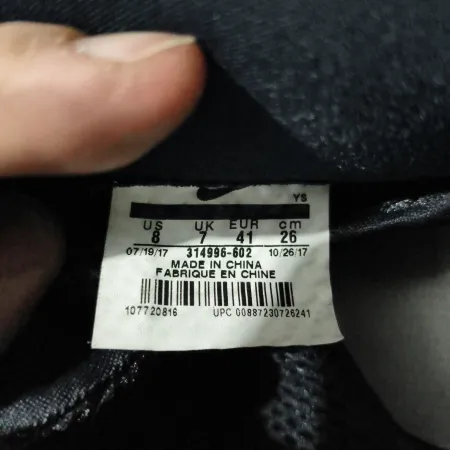 YS
US UK EUR cm
8 7 41 26
07/19/17 314996-602 10/26/17
MADE IN CHINA
FABRIQUE EN CHINE
107720816 UPC 00887230726241